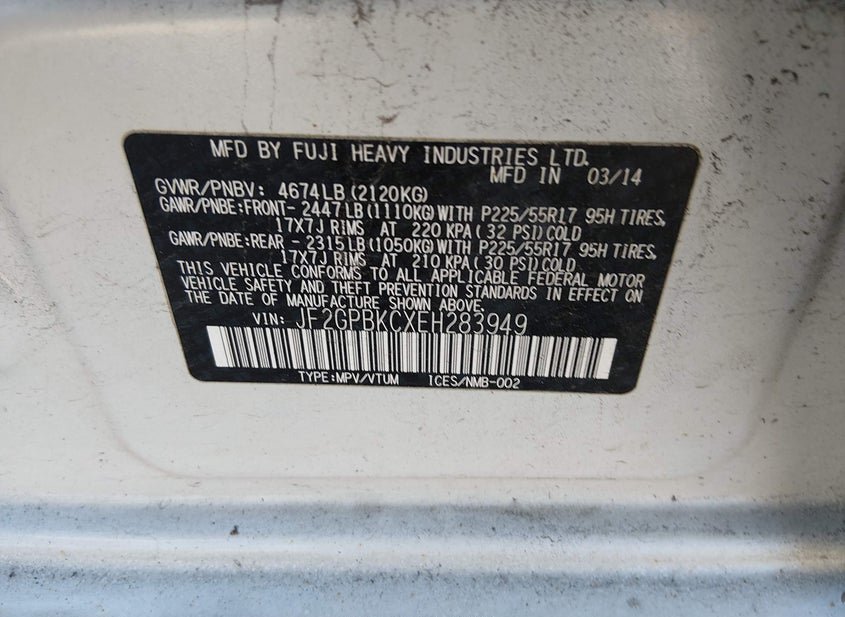 MFD BY FUJI HEAVY INDUSTRIES LTD.
MFD IN 03/14
GVWR/PNBV: 4674LB(2120KG)
GAWR/PNBE:FRONT- 2447LB(1110KG)WITH P225/55R17 95H TIRES,
17X7J RIMS AT 220 KPA(32 PSI)COLD
GAWR/PNBE:REAR - 2315LB(1050KG)WITH P225/55R17 95H TIRES,
17X7J RIMS AT 210 KPA(30 PSI)COLD
THIS VEHICLE CONFORMS TO ALL APPLICABLE FEDERAL MOTOR
VEHICLE SAFETY AND THEFT PREVENTION STANDARDS IN EFFECT ON
THE DATE OF MANUFACTURE SHOWN ABOVE.
VIN: JF2GPBKCXEH283949
TYPE:MPV/VTUM ICES/NMB-002